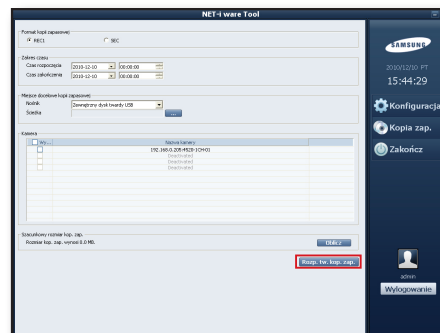 NET-i ware Tool
Format kopii zapasowej
REC1
SEC
Zakres czasu
Czas rozpoczęcia 2010-12-10 00:00:00
Czas zakończenia 2010-12-10 00:00:00
Miejsce docelowe kopii zapasowej
Nośnik Zewnętrzny dysk twardy USB
Ścieżka ...
Kamera
Wy... Nazwa kamery
192.168.0.205:4520-1CH-01
Deactivated
Deactivated
Deactivated
Szacunkowy rozmiar kop. zap.
Rozmiar kop. zap. wynosi 0.0 MB.
Oblicz
Rozp. tw. kop. zap.
SAMSUNG
2010/12/10 PT
15:44:29
Konfiguracja
Kopia zap.
Zakończ
admin
Wylogowanie